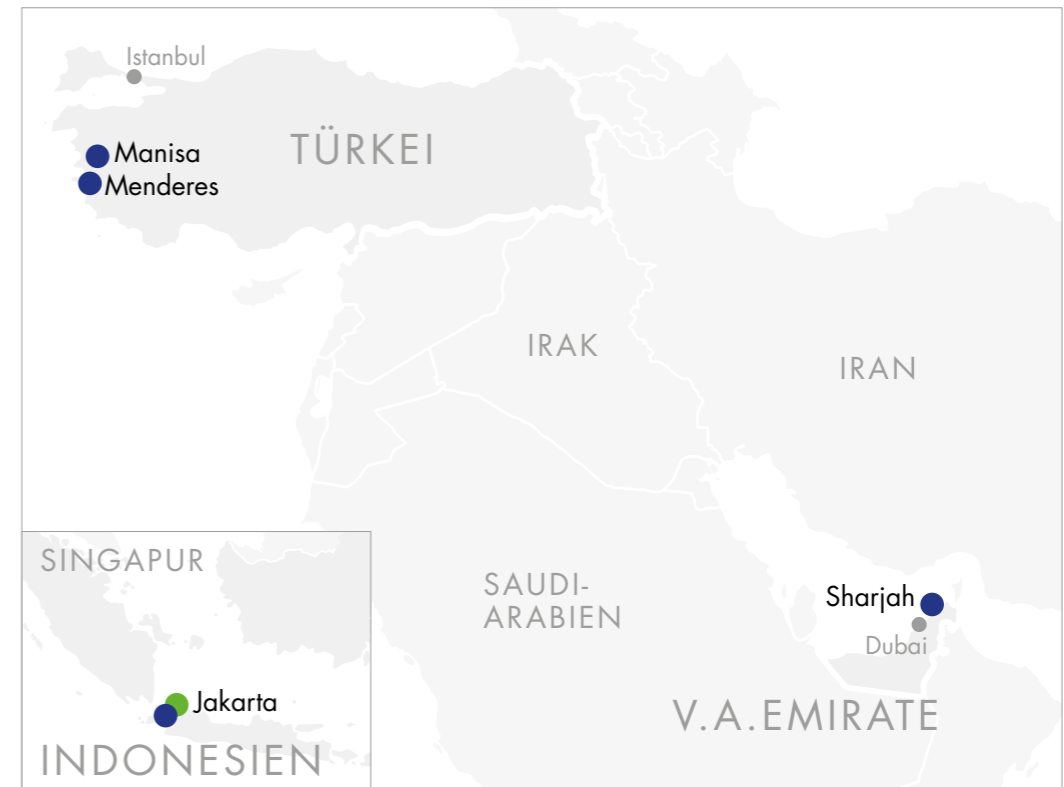 Istanbul
TÜRKEI
Manisa
Menderes
IRAK
IRAN
SINGAPUR
SAUDI-
ARABIEN
Sharjah
Dubai
Jakarta
V.A.EMIRATE
INDONESIEN